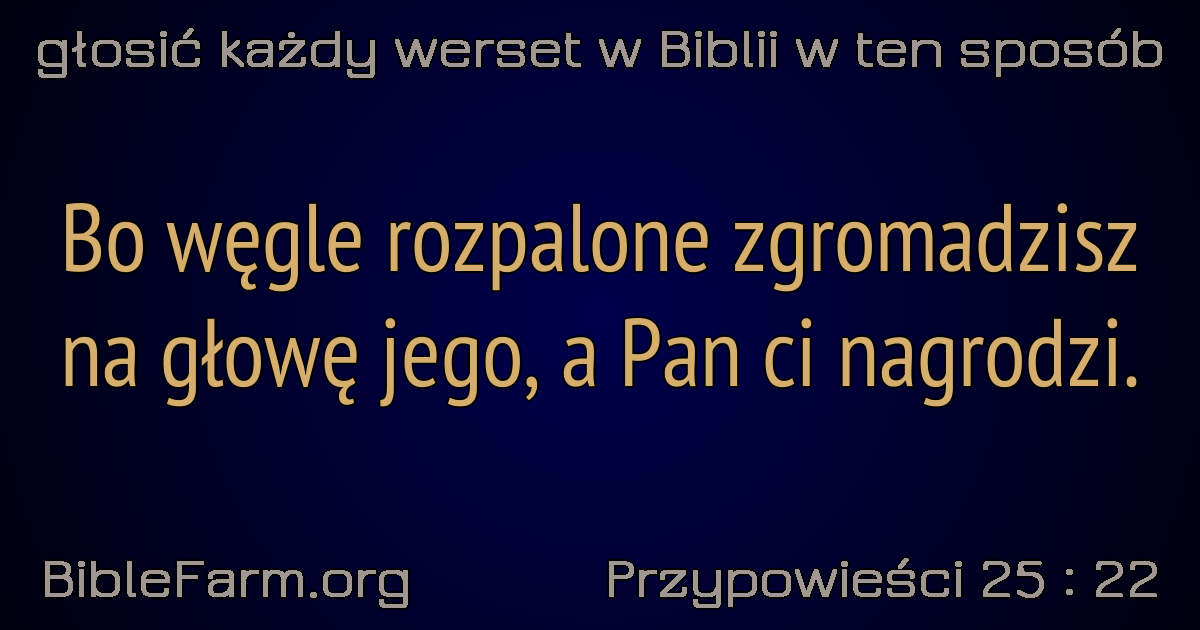 głosić każdy werset w Biblii w ten sposób
Bo węgle rozpalone zgromadzisz
na głowę jego, a Pan ci nagrodzi.
BibleFarm.org
Przypowieści 25 : 22